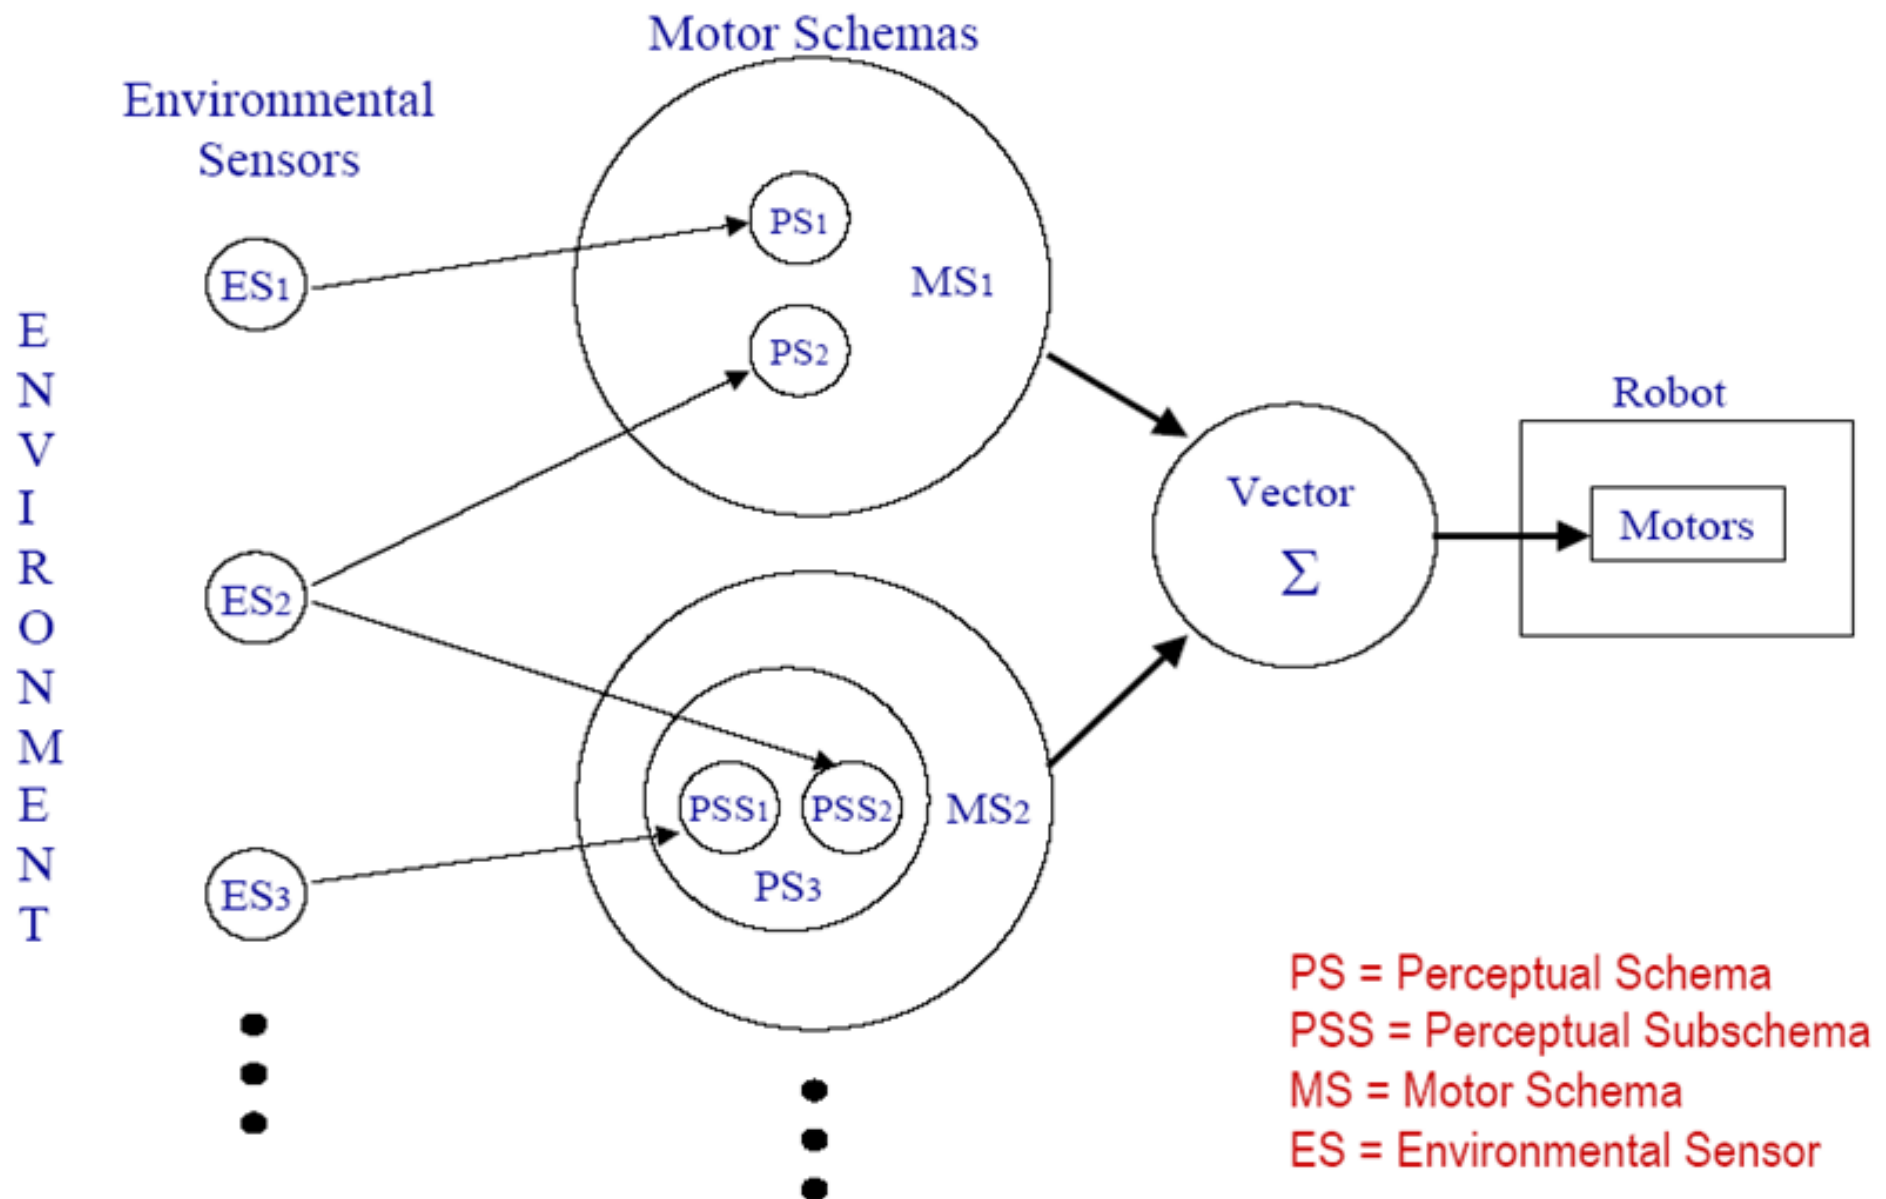 Motor Schemas
Environmental
Sensors
PS1
ES1
MS1
PS2
ENVIRONMENT
Robot
Vector
Σ
Motors
ES2
PSS1
PSS2
MS2
PS3
ES3
PS = Perceptual Schema
PSS = Perceptual Subschema
MS = Motor Schema
ES = Environmental Sensor